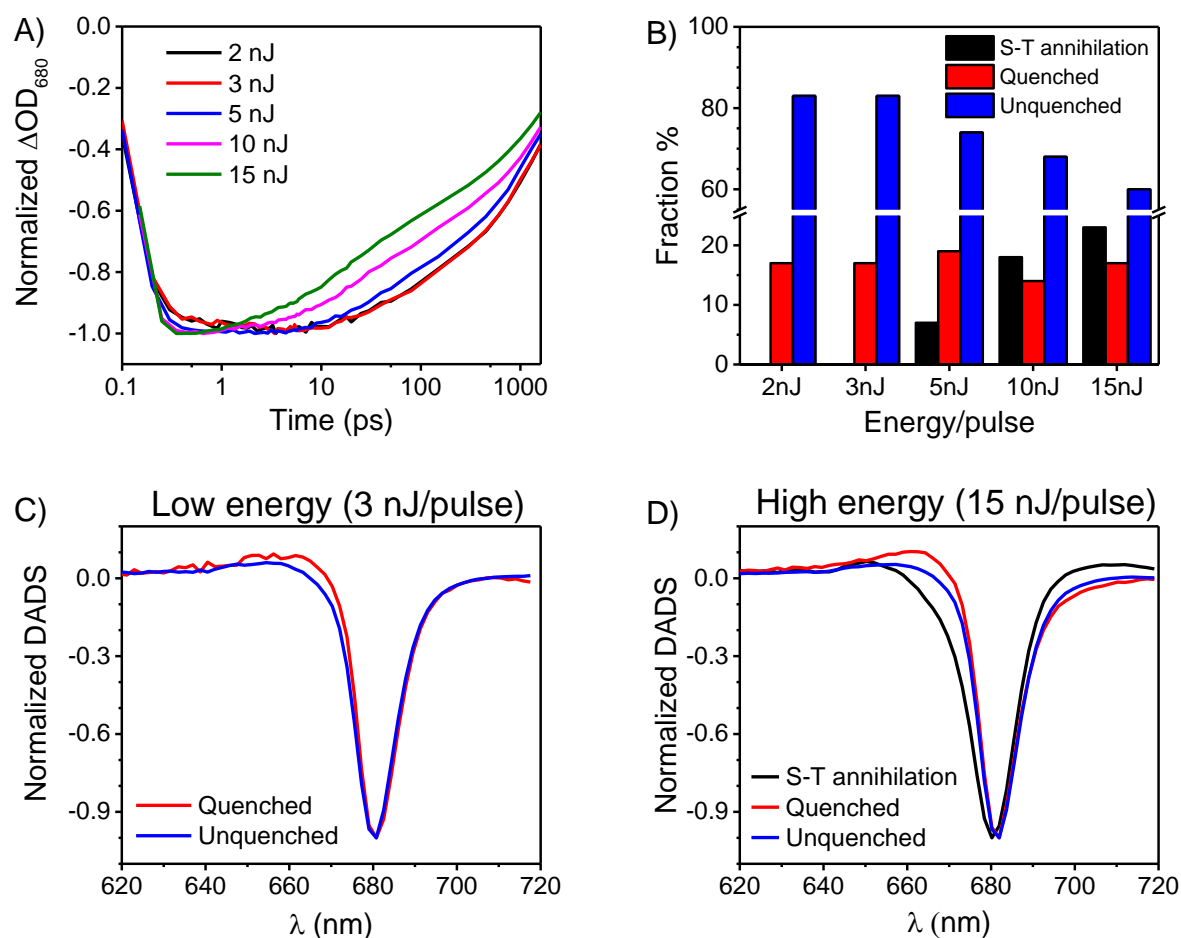 A)
Normalized ΔOD680
0.0
-0.2
-0.4
-0.6
-0.8
-1.0
2 nJ
3 nJ
5 nJ
10 nJ
15 nJ
0.1
1
10
100
1000
Time (ps)
B)
Fraction %
100
80
60
20
10
0
S-T annihilation
Quenched
Unquenched
2nJ
3nJ
5nJ
10nJ
15nJ
Energy/pulse
C)
Low energy (3 nJ/pulse)
Normalized DADS
0.0
-0.3
-0.6
-0.9
Quenched
Unquenched
620
640
660
680
700
720
λ (nm)
D)
High energy (15 nJ/pulse)
Normalized DADS
0.0
-0.3
-0.6
-0.9
S-T annihilation
Quenched
Unquenched
620
640
660
680
700
720
λ (nm)